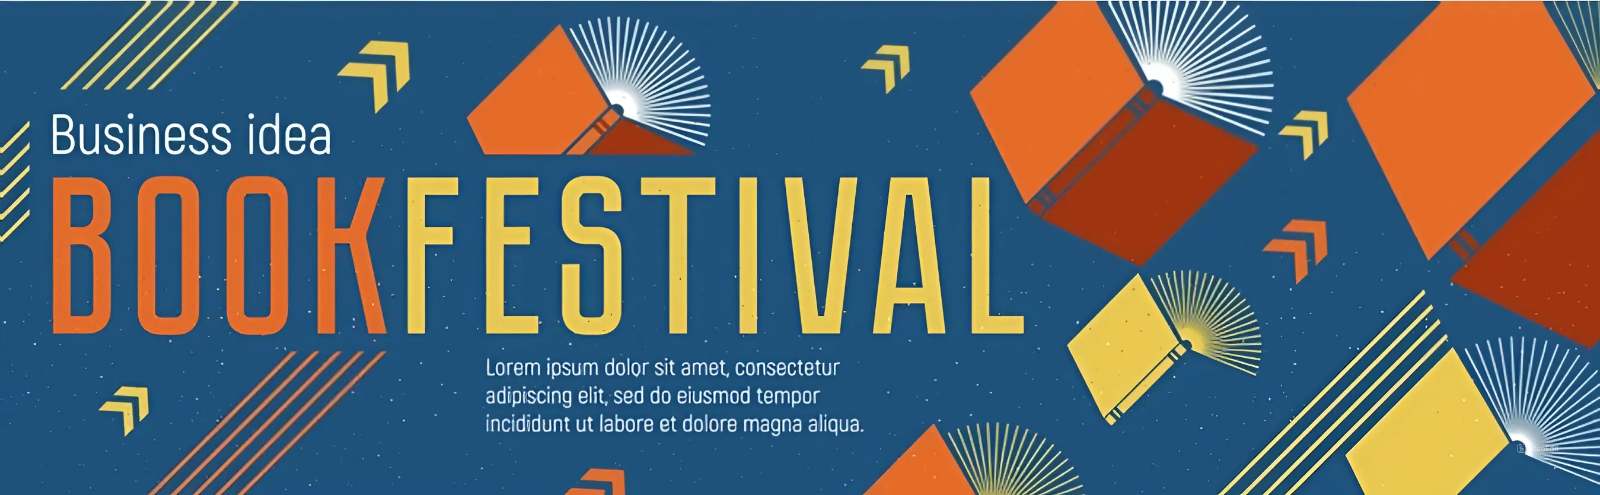 Business idea
BOOKFESTIVAL
Lorem ipsum dolor sit amet, consectetur
adipiscing elit, sed do eiusmod tempor
incididunt ut labore et dolore magna aliqua.